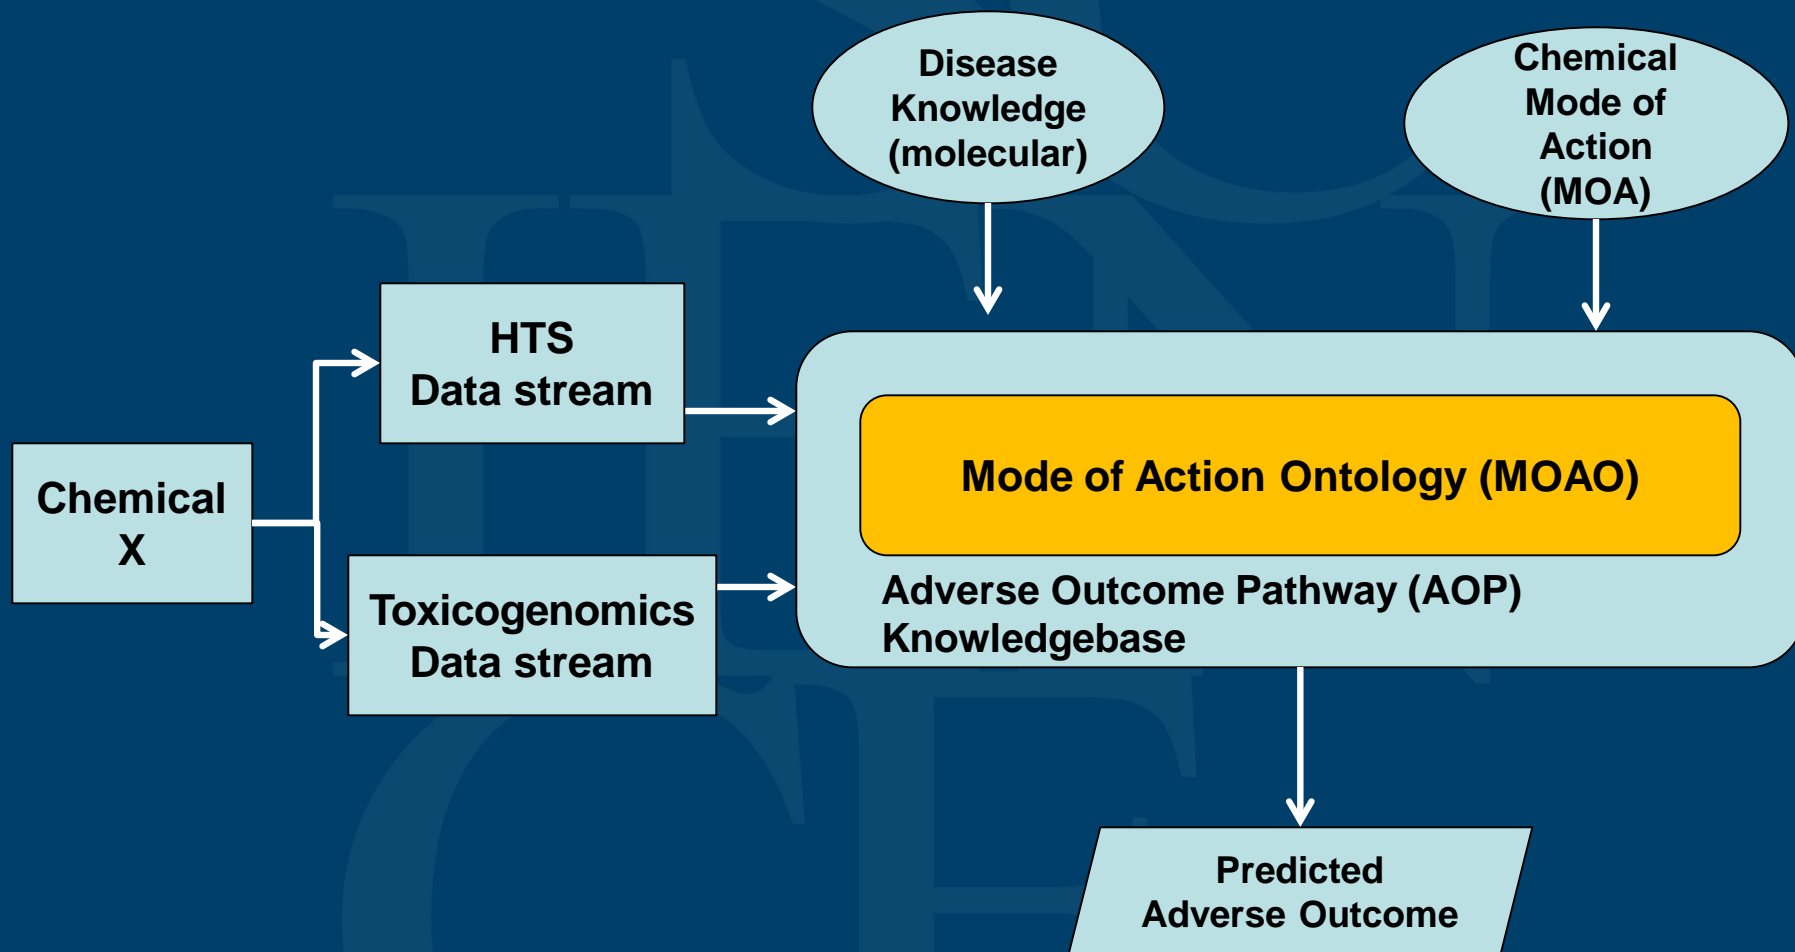 Disease
Knowledge
(molecular)
Chemical
Mode of
Action
(MOA)
HTS
Data stream
Chemical
X
Toxicogenomics
Data stream
Mode of Action Ontology (MOAO)
Adverse Outcome Pathway (AOP)
Knowledgebase
Predicted
Adverse Outcome